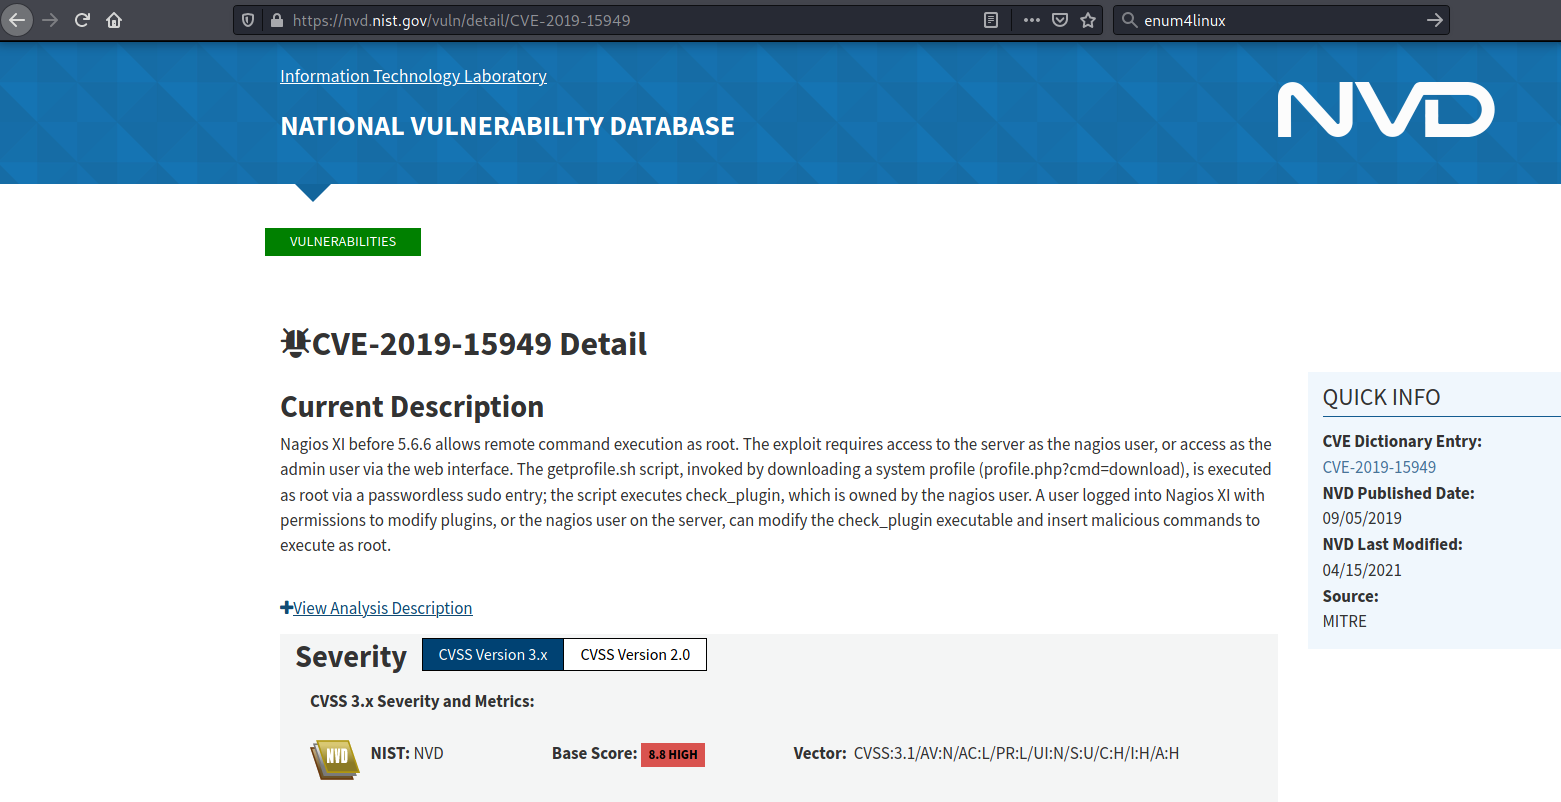 https://nvd.nist.gov/vuln/detail/CVE-2019-15949
enum4linux
Information Technology Laboratory
NATIONAL VULNERABILITY DATABASE
NVD
VULNERABILITIES
CVE-2019-15949 Detail
Current Description
Nagios XI before 5.6.6 allows remote command execution as root. The exploit requires access to the server as the nagios user, or access as the
admin user via the web interface. The getprofile.sh script, invoked by downloading a system profile (profile.php?cmd=download), is executed
as root via a passwordless sudo entry; the script executes check_plugin, which is owned by the nagios user. A user logged into Nagios XI with
permissions to modify plugins, or the nagios user on the server, can modify the check_plugin executable and insert malicious commands to
execute as root.
View Analysis Description
Severity
CVSS Version 3.x
CVSS Version 2.0
CVSS 3.x Severity and Metrics:
NVD
NIST: NVD
Base Score: 8.8 HIGH
Vector: CVSS:3.1/AV:N/AC:L/PR:L/UI:N/S:U/C:H/I:H/A:H
QUICK INFO
CVE Dictionary Entry:
CVE-2019-15949
NVD Published Date:
09/05/2019
NVD Last Modified:
04/15/2021
Source:
MITRE